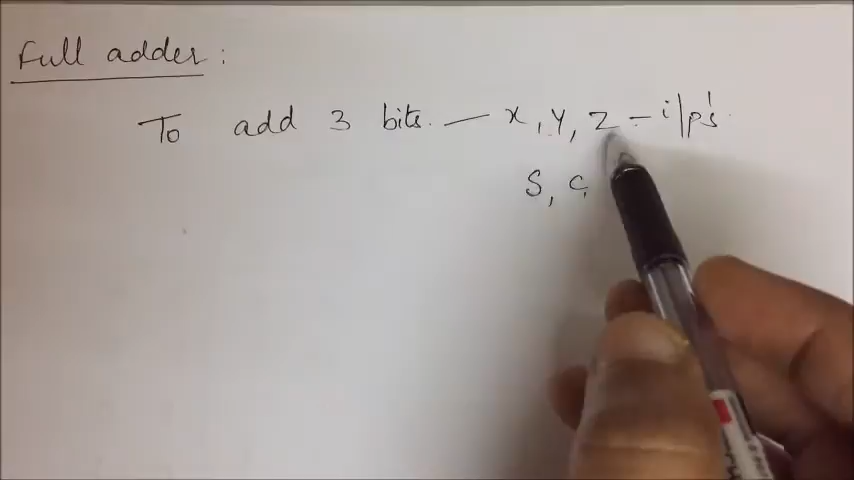 Full adder :
To add 3 bits. — x, y, z — i|p's.
S, C